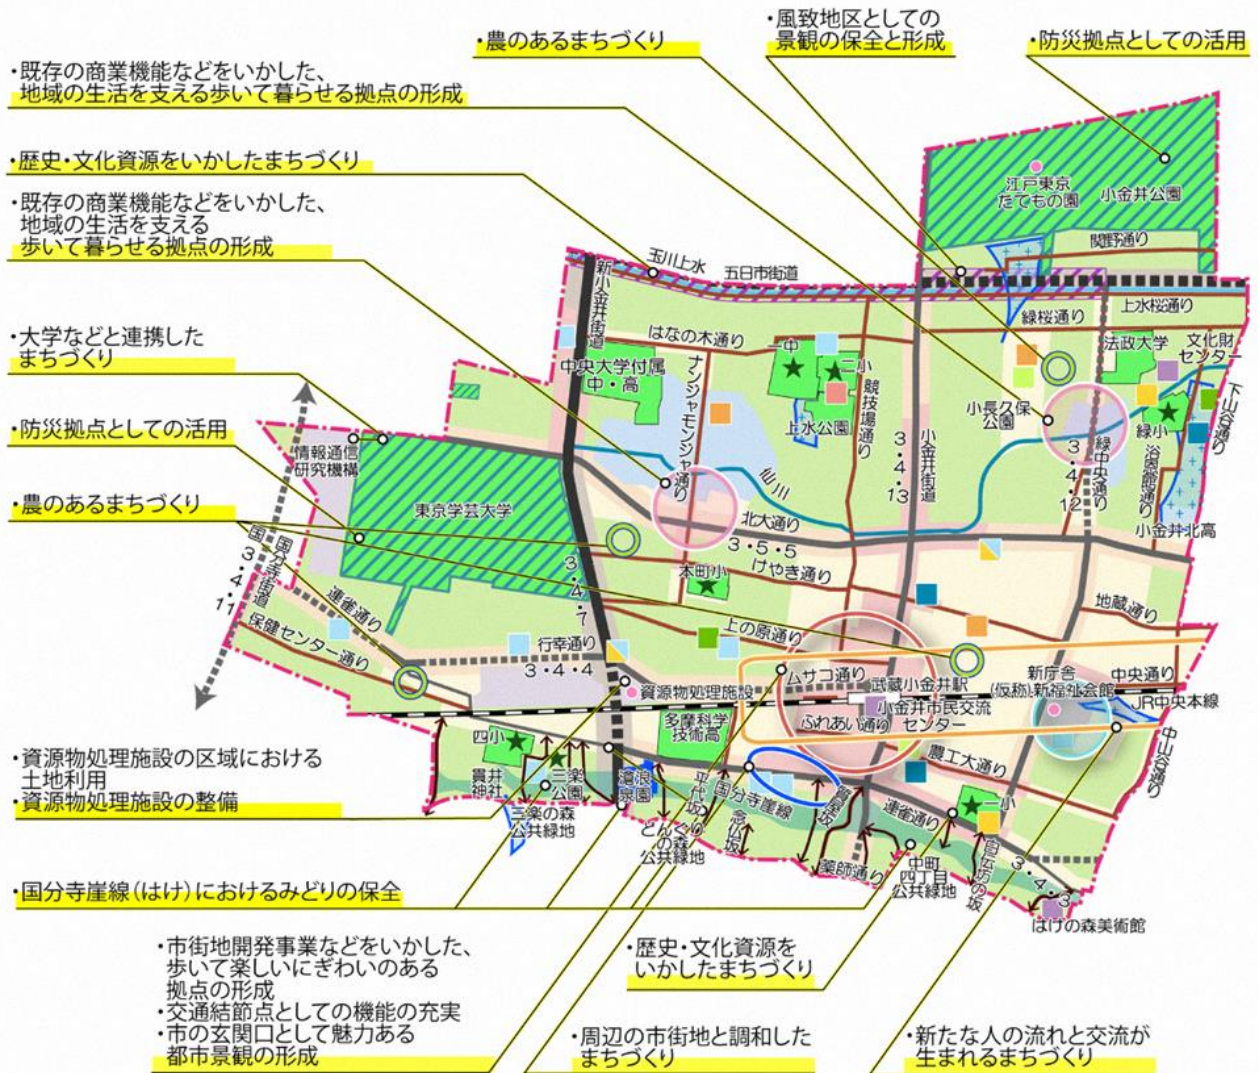 ・農のあるまちづくり
・風致地区としての
景観の保全と形成
・防災拠点としての活用
・既存の商業機能などをいかした、
地域の生活を支える歩いて暮らせる拠点の形成
・歴史・文化資源をいかしたまちづくり
・既存の商業機能などをいかした、
地域の生活を支える
歩いて暮らせる拠点の形成
・大学などと連携した
まちづくり
・防災拠点としての活用
・農のあるまちづくり
江戸東京
たてもの園
小金井公園
関野通り
玉川上水
五日市街道
新小金井街道
上水桜通り
緑桜通り
はなの木通り
法政大学
文化財
センター
中央大学付属
中・高
ナンジャモンジャ通り
一中
二小
競技場通り
上水公園
小長久保
公園
緑小
下山谷通り
3・4・13
小金井街道
3・4・12
緑中央通り
浴恩館通り
小金井北高
情報通信
研究機構
東京学芸大学
仙川
北大通り
3・5・5
けやき通り
3・4・11
国分寺街道
3・4・7
本町小
連雀通り
保健センター通り
行幸通り
3・4・4
上の原通り
地蔵通り
ムサコ通り
武蔵小金井駅
新庁舎
(仮称)新福祉会館
中央通り
資源物処理施設
小金井市民交流
センター
JR中央本線
ふれあい通り
多摩科学
技術高
農工大通り
中山谷通り
四小
貫井
神社
三楽
公園
滄浪
泉園
平代坂
国分寺崖線
質屋坂
連雀通り
一小
三楽の森
公共緑地
公共緑地
念仏坂
薬師通り
中町
四丁目
公共緑地
白伝坊の坂
3・4・3
はけの森美術館
・資源物処理施設の区域における
土地利用
・資源物処理施設の整備
・国分寺崖線(はけ)におけるみどりの保全
・市街地開発事業などをいかした、
歩いて楽しいにぎわいのある
拠点の形成
・交通結節点としての機能の充実
・市の玄関口として魅力ある
都市景観の形成
・歴史・文化資源を
いかしたまちづくり
・周辺の市街地と調和した
まちづくり
・新たな人の流れと交流が
生まれるまちづくり